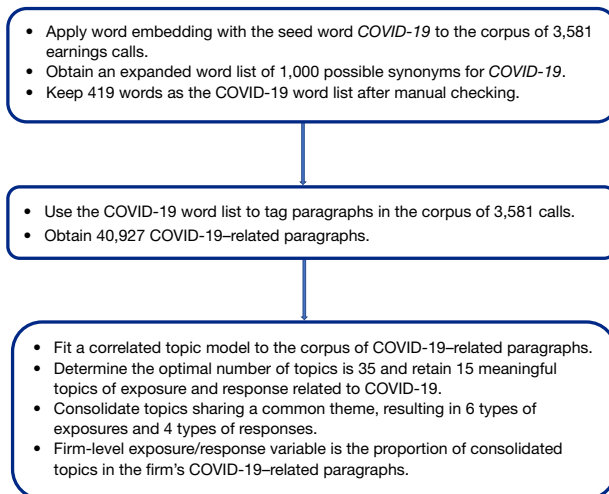 • Apply word embedding with the seed word COVID-19 to the corpus of 3,581
earnings calls.
• Obtain an expanded word list of 1,000 possible synonyms for COVID-19.
• Keep 419 words as the COVID-19 word list after manual checking.
• Use the COVID-19 word list to tag paragraphs in the corpus of 3,581 calls.
• Obtain 40,927 COVID-19–related paragraphs.
• Fit a correlated topic model to the corpus of COVID-19–related paragraphs.
• Determine the optimal number of topics is 35 and retain 15 meaningful
topics of exposure and response related to COVID-19.
• Consolidate topics sharing a common theme, resulting in 6 types of
exposures and 4 types of responses.
• Firm-level exposure/response variable is the proportion of consolidated
topics in the firm’s COVID-19–related paragraphs.